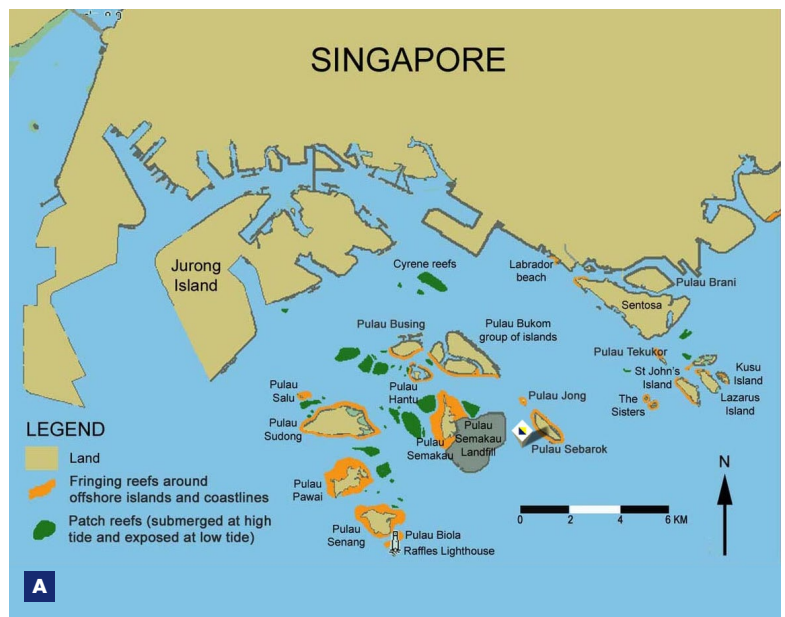 SINGAPORE
Jurong
Island
Cyrene reefs
Labrador
beach
Pulau Brani
Sentosa
Pulau Busing
Pulau Bukom
group of islands
Pulau Tekukor
St John's
Island
Kusu
Island
Lazarus
Island
The
Sisters
Pulau
Salu
Pulau
Hantu
Pulau Jong
Pulau
Sudong
Pulau
Semakau
Pulau
Semakau
Landfill
Pulau Sebarok
Pulau
Pawai
Pulau
Senang
Pulau Biola
Raffles Lighthouse
LEGEND
Land
Fringing reefs around
offshore islands and coastlines
Patch reefs (submerged at high
tide and exposed at low tide)
N
0 2 4 6 KM
A